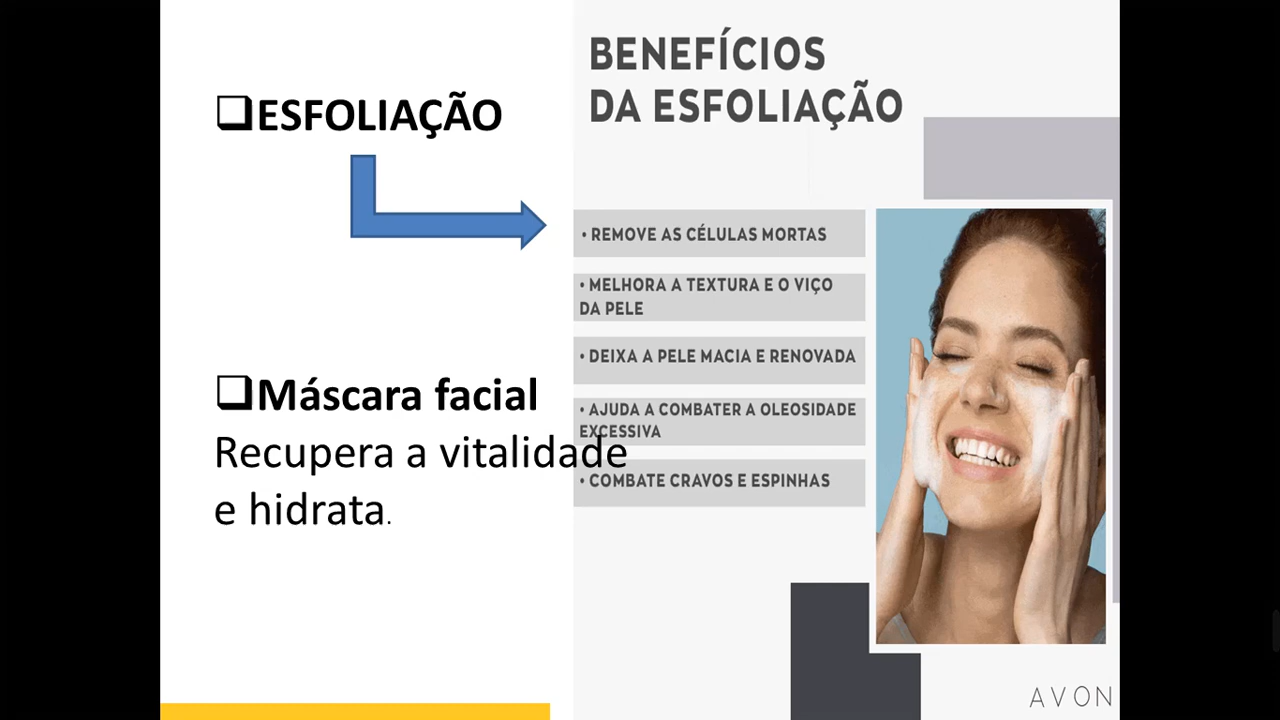 ESFOLIAÇÃO
Máscara facial
Recupera a vitalidade
e hidrata.
BENEFÍCIOS
DA ESFOLIAÇÃO
• REMOVE AS CÉLULAS MORTAS
• MELHORA A TEXTURA E O VIÇO
DA PELE
• DEIXA A PELE MACIA E RENOVADA
• AJUDA A COMBATER A OLEOSIDADE
EXCESSIVA
• COMBATE CRAVOS E ESPINHAS
AVON